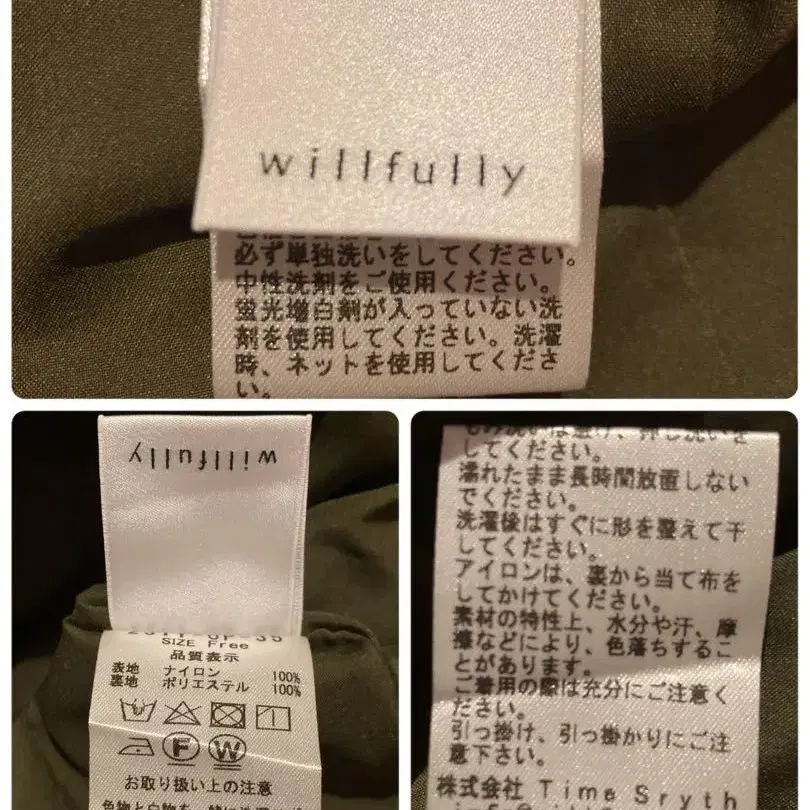 willfully
必ず単独洗いをしてください。
中性洗剤をご使用ください。
蛍光増白剤が入っていない洗
剤を使用してください。洗濯
時、ネットを使用してくださ
い。
willfully
SIZE Free
品質表示
表地 ナイロン 100%
裏地 ポリエステル 100%
F W
お取り扱い上の注意
してください。
濡れたまま長時間放置しない
でください。
洗濯後はすぐに形を整えて干
してください。
アイロンは、裏から当て布を
してかけてください。
素材の特性上、水分や汗、摩
擦などにより、色落ちするこ
とがあります。
ご着用の際は充分にご注意く
ださい。
引っ掛け、引っ掛かりにご注
意下さい。
株式会社 Time Sryth